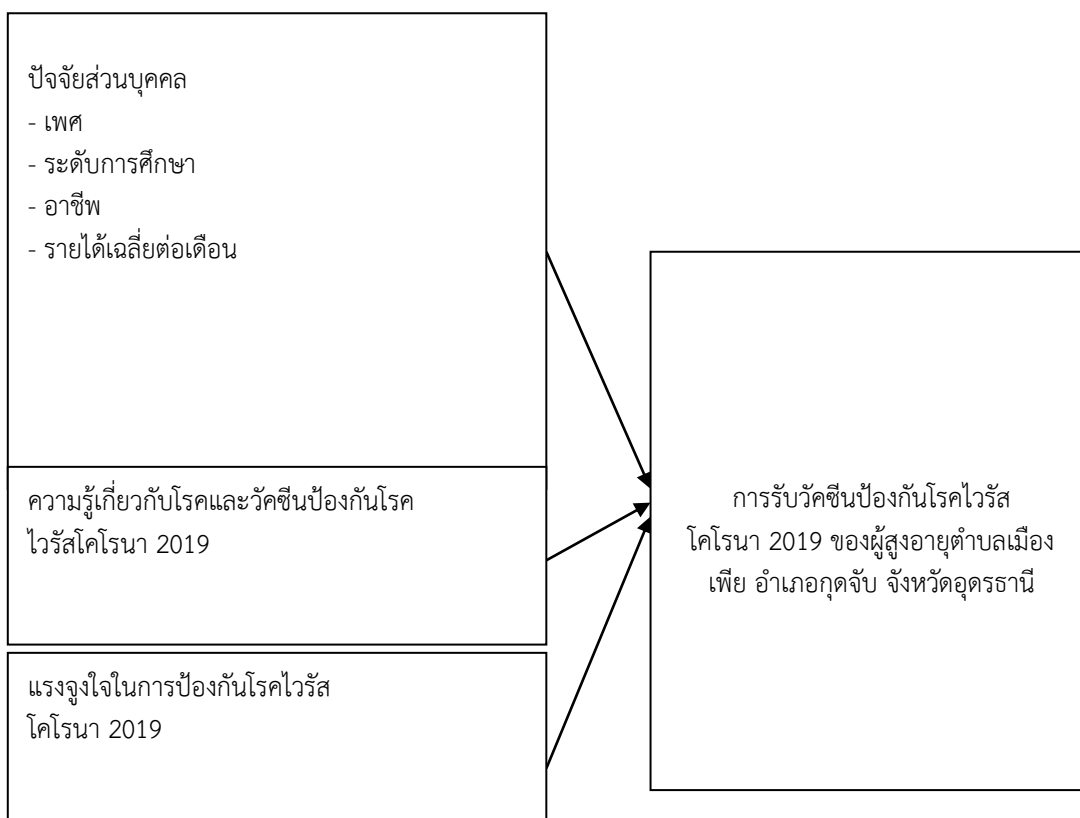 ปัจจัยส่วนบุคคล
- เพศ
- ระดับการศึกษา
- อาชีพ
- รายได้เฉลี่ยต่อเดือน
ความรู้เกี่ยวกับโรคและวัคซีนป้องกันโรค
ไวรัสโคโรนา 2019
แรงจูงใจในการป้องกันโรคไวรัส
โคโรนา 2019
การรับวัคซีนป้องกันโรคไวรัส
โคโรนา 2019 ของผู้สูงอายุตำบลเมือง
เพีย อำเภอกุดจับ จังหวัดอุดรธานี